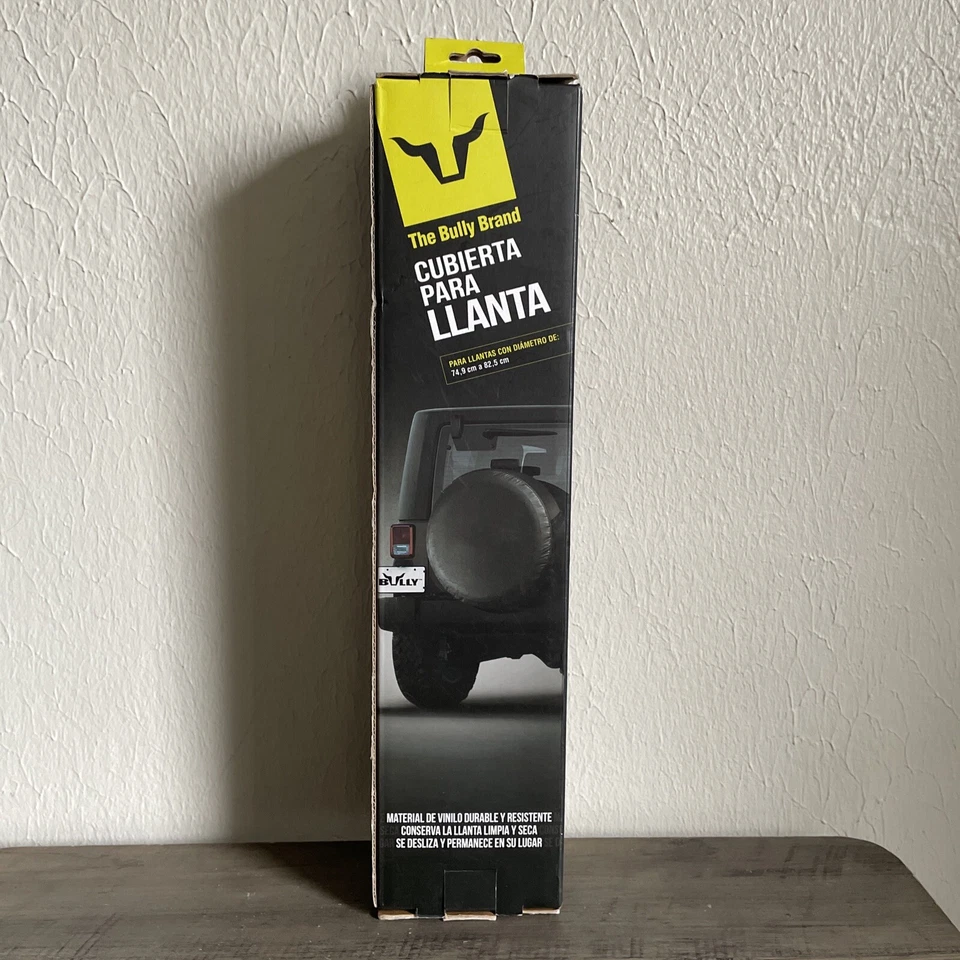 The Bully Brand
CUBIERTA
PARA
LLANTA
PARA LLANTAS CON DIÁMETRO DE:
74,9 cm a 82,5 cm
BULLY
MATERIAL DE VINILO DURABLE Y RESISTENTE
CONSERVA LA LLANTA LIMPIA Y SECA
SE DESLIZA Y PERMANECE EN SU LUGAR